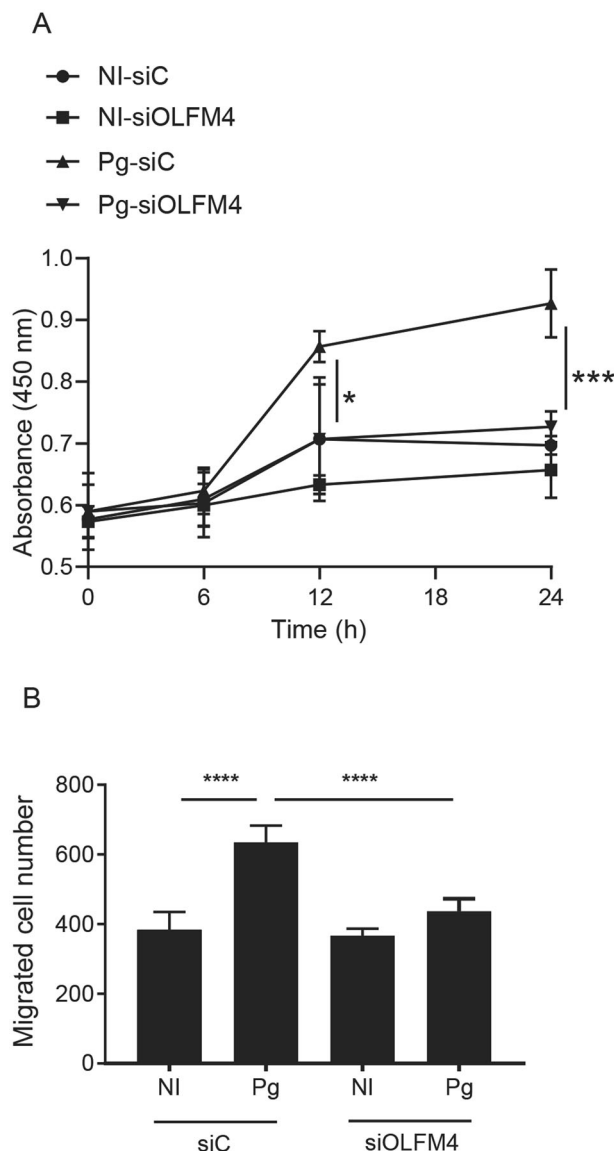 A
NI-siC
NI-siOLFM4
Pg-siC
Pg-siOLFM4
Absorbance (450 nm)
1.0
0.9
0.8
0.7
0.6
0.5
*
***
0 6 12 18 24
Time (h)
B
Migrated cell number
800
600
400
200
0
**** ****
NI Pg NI Pg
siC siOLFM4